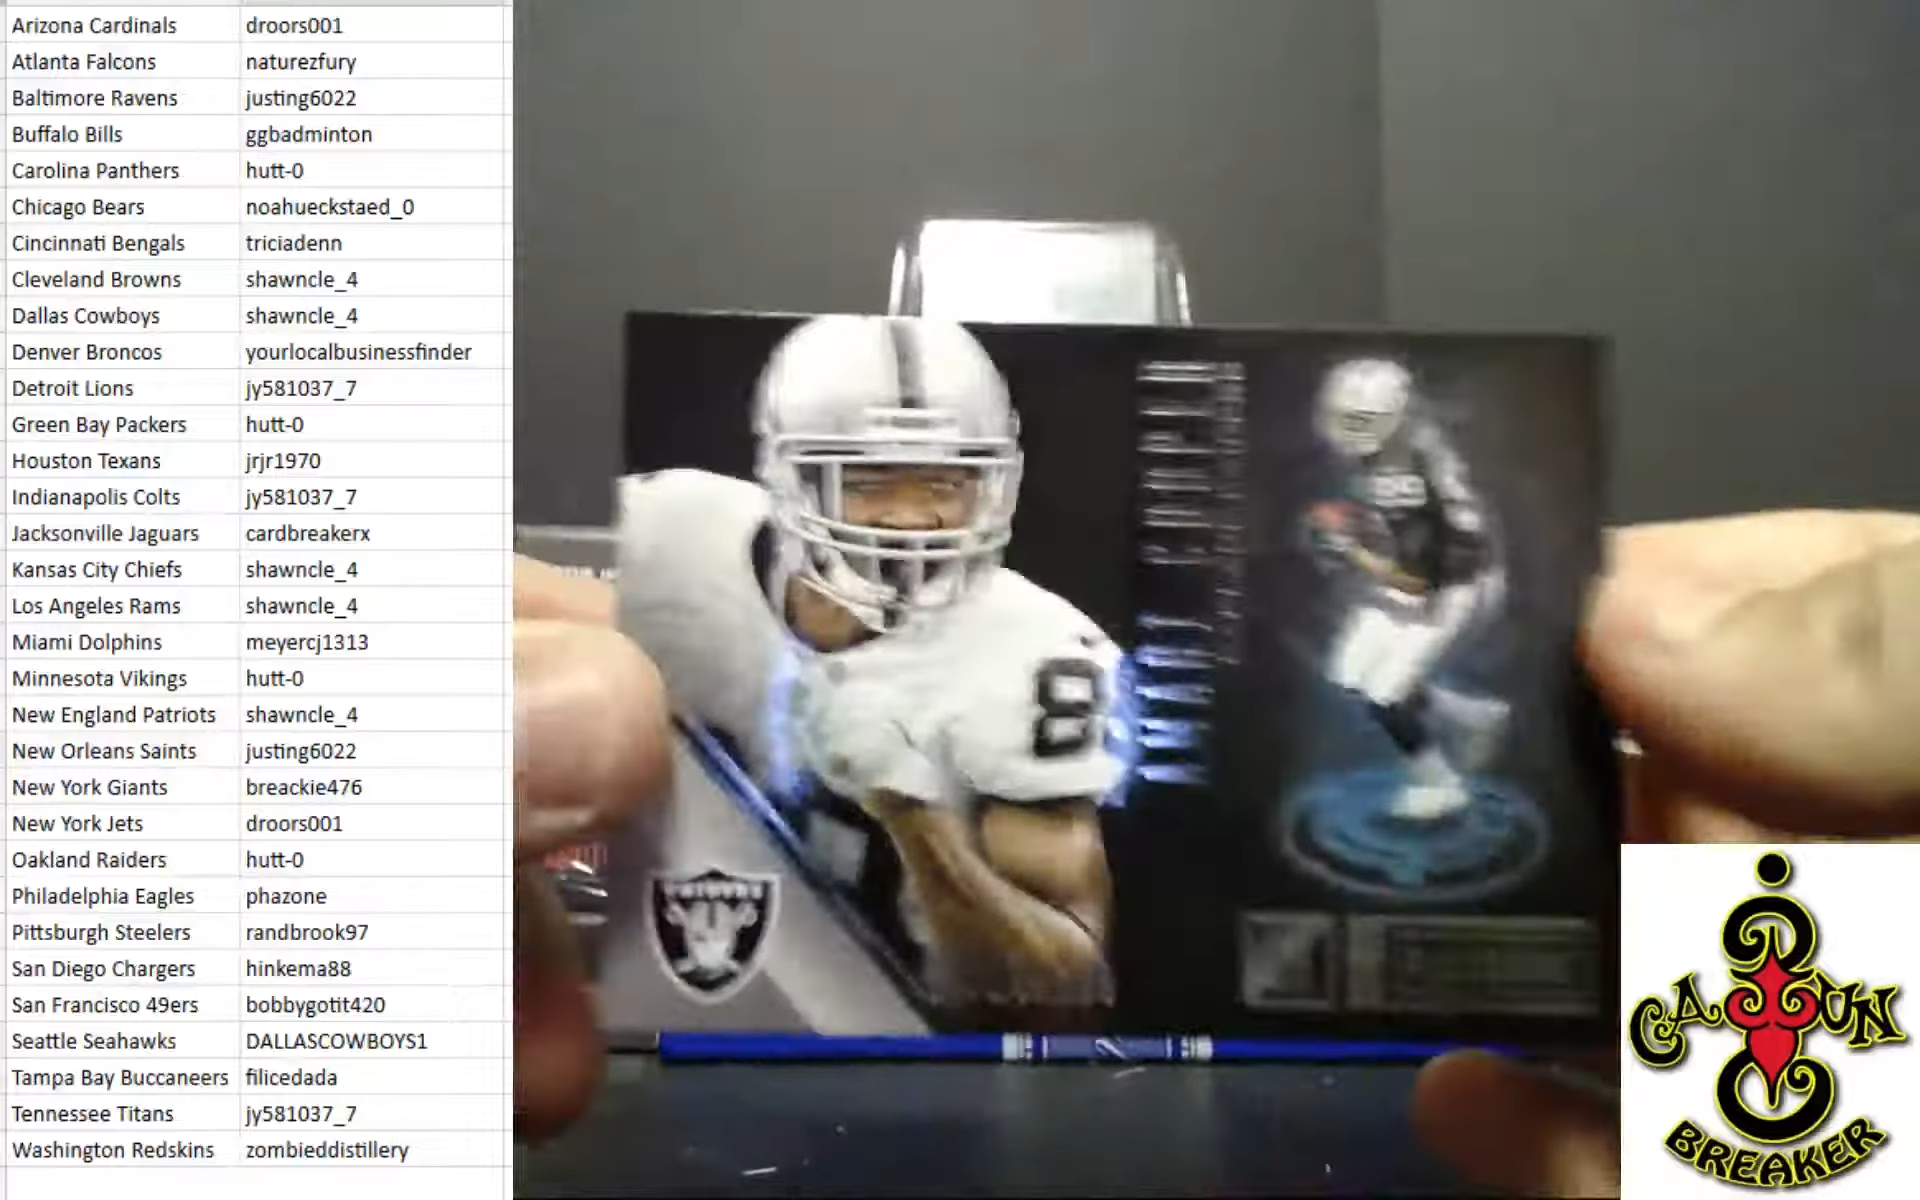 Arizona Cardinals droors001
Atlanta Falcons naturezfury
Baltimore Ravens justing6022
Buffalo Bills ggbadminton
Carolina Panthers hutt-0
Chicago Bears noahueckstaed_0
Cincinnati Bengals triciadenn
Cleveland Browns shawncle_4
Dallas Cowboys shawncle_4
Denver Broncos yourlocalbusinessfinder
Detroit Lions jy581037_7
Green Bay Packers hutt-0
Houston Texans jrjr1970
Indianapolis Colts jy581037_7
Jacksonville Jaguars cardbreakerx
Kansas City Chiefs shawncle_4
Los Angeles Rams shawncle_4
Miami Dolphins meyercj1313
Minnesota Vikings hutt-0
New England Patriots shawncle_4
New Orleans Saints justing6022
New York Giants breackie476
New York Jets droors001
Oakland Raiders hutt-0
Philadelphia Eagles phazone
Pittsburgh Steelers randbrook97
San Diego Chargers hinkema88
San Francisco 49ers bobbygotit420
Seattle Seahawks DALLASCOWBOYS1
Tampa Bay Buccaneers filicedada
Tennessee Titans jy581037_7
Washington Redskins zombieddistillery
AMARI COOPER
8
RAIDERS
89
CAJUN
BREAKER